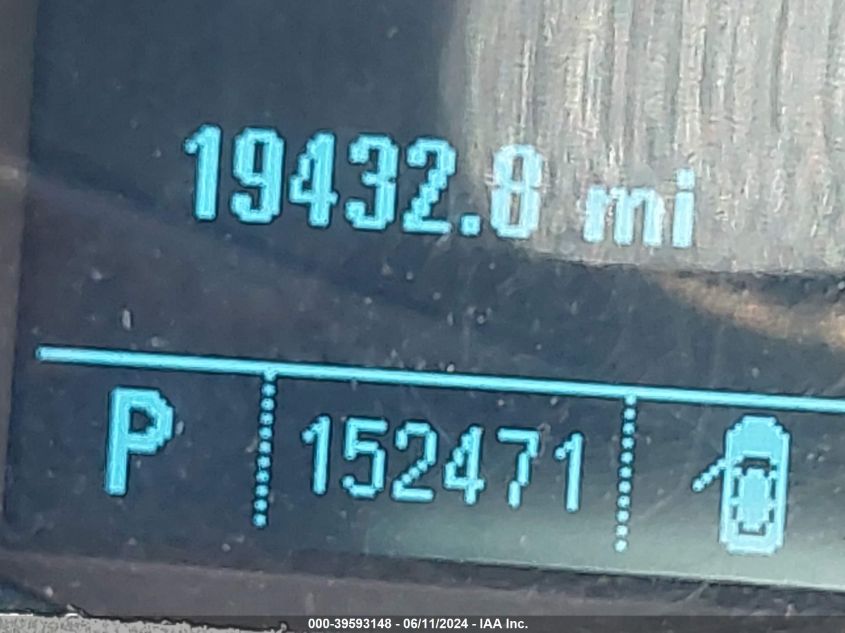 19432.8 mi
P 152471
000-39593148 - 06/11/2024 - IAA Inc.